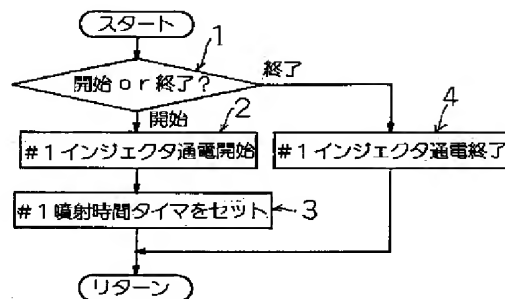 スタート
1
開始or終了?
終了
開始
2
4
#1インジェクタ通電開始
#1インジェクタ通電終了
#1噴射時間タイマをセット
3
リターン